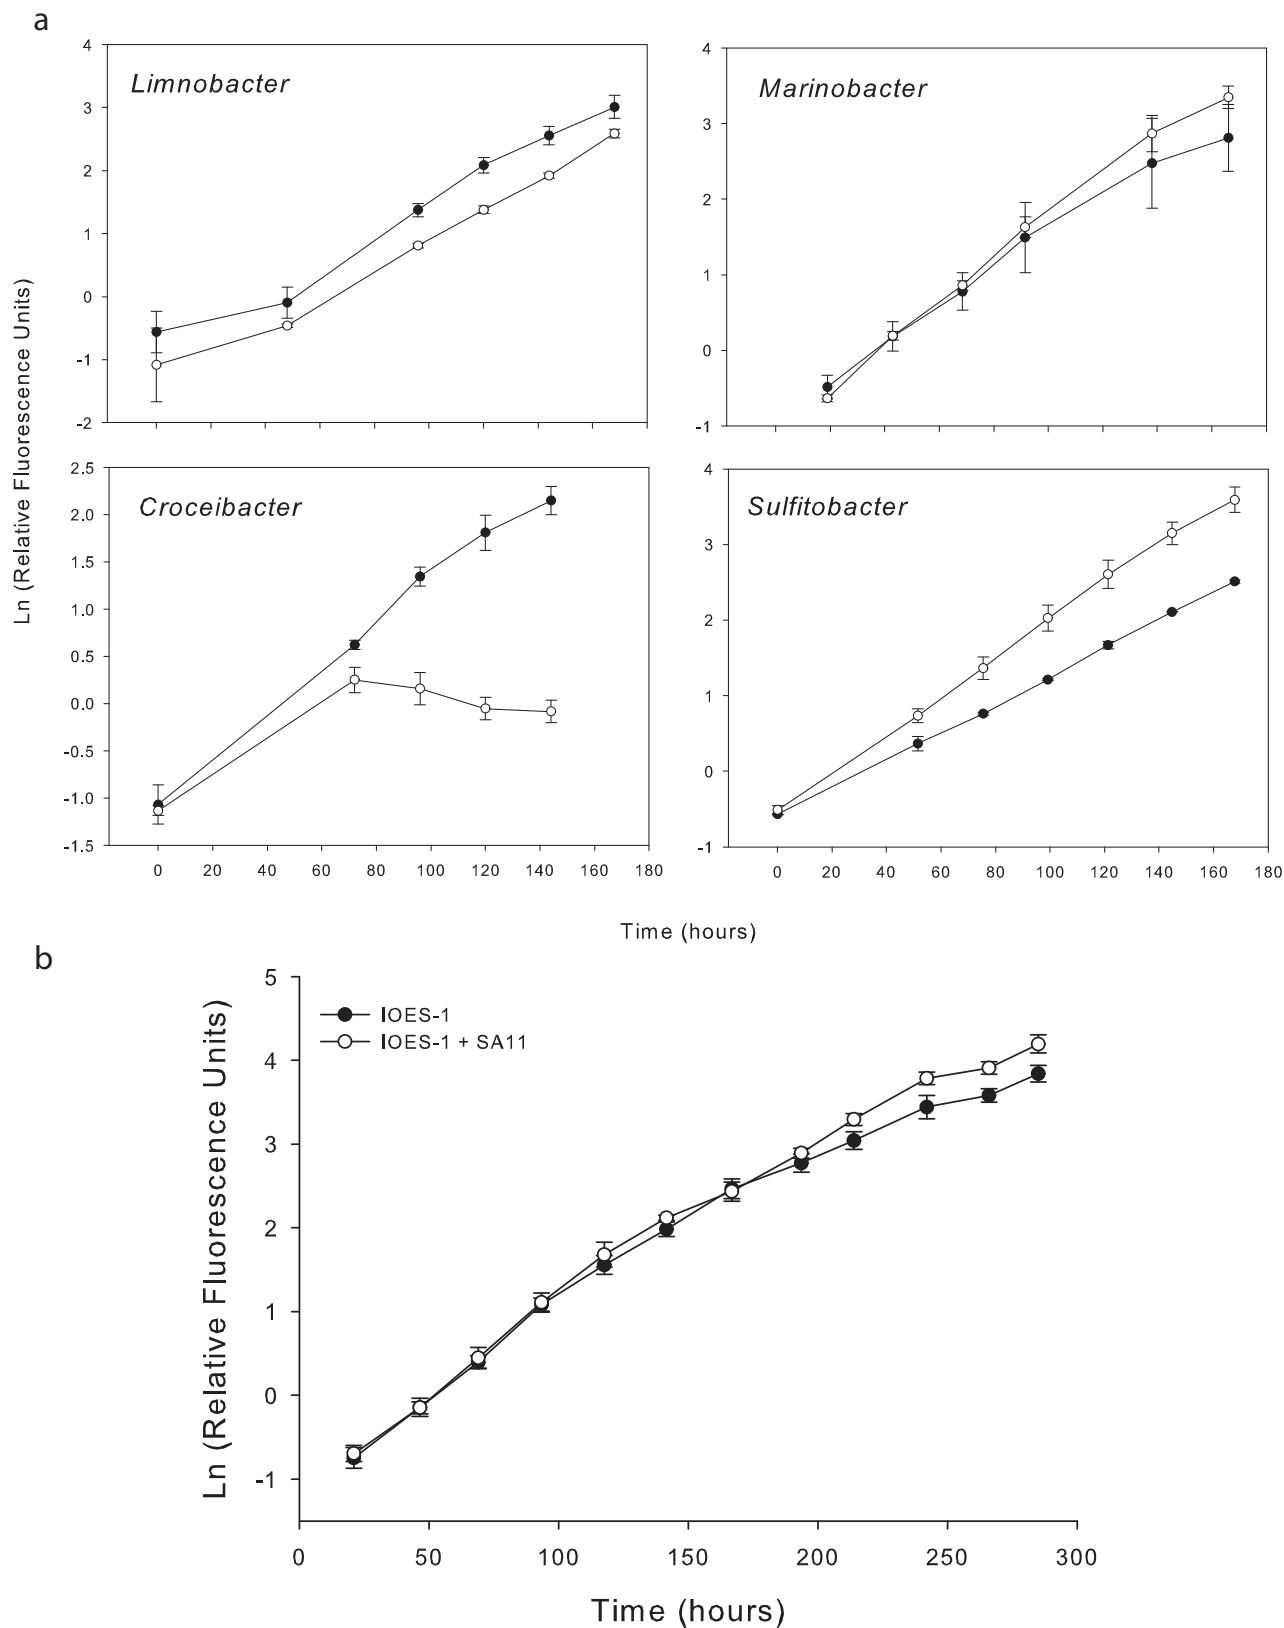 a
Limnobacter
4
3
2
1
0
-1
-2
Marinobacter
4
3
2
1
0
-1
Ln (Relative Fluorescence Units)
Croceibacter
2.5
2.0
1.5
1.0
0.5
0.0
-0.5
-1.0
-1.5
0 20 40 60 80 100 120 140 160 180
Sulfitobacter
4
3
2
1
0
-1
0 20 40 60 80 100 120 140 160 180
Time (hours)
b
IOES-1
IOES-1 + SA11
Ln (Relative Fluorescence Units)
5
4
3
2
1
0
-1
0 50 100 150 200 250 300
Time (hours)